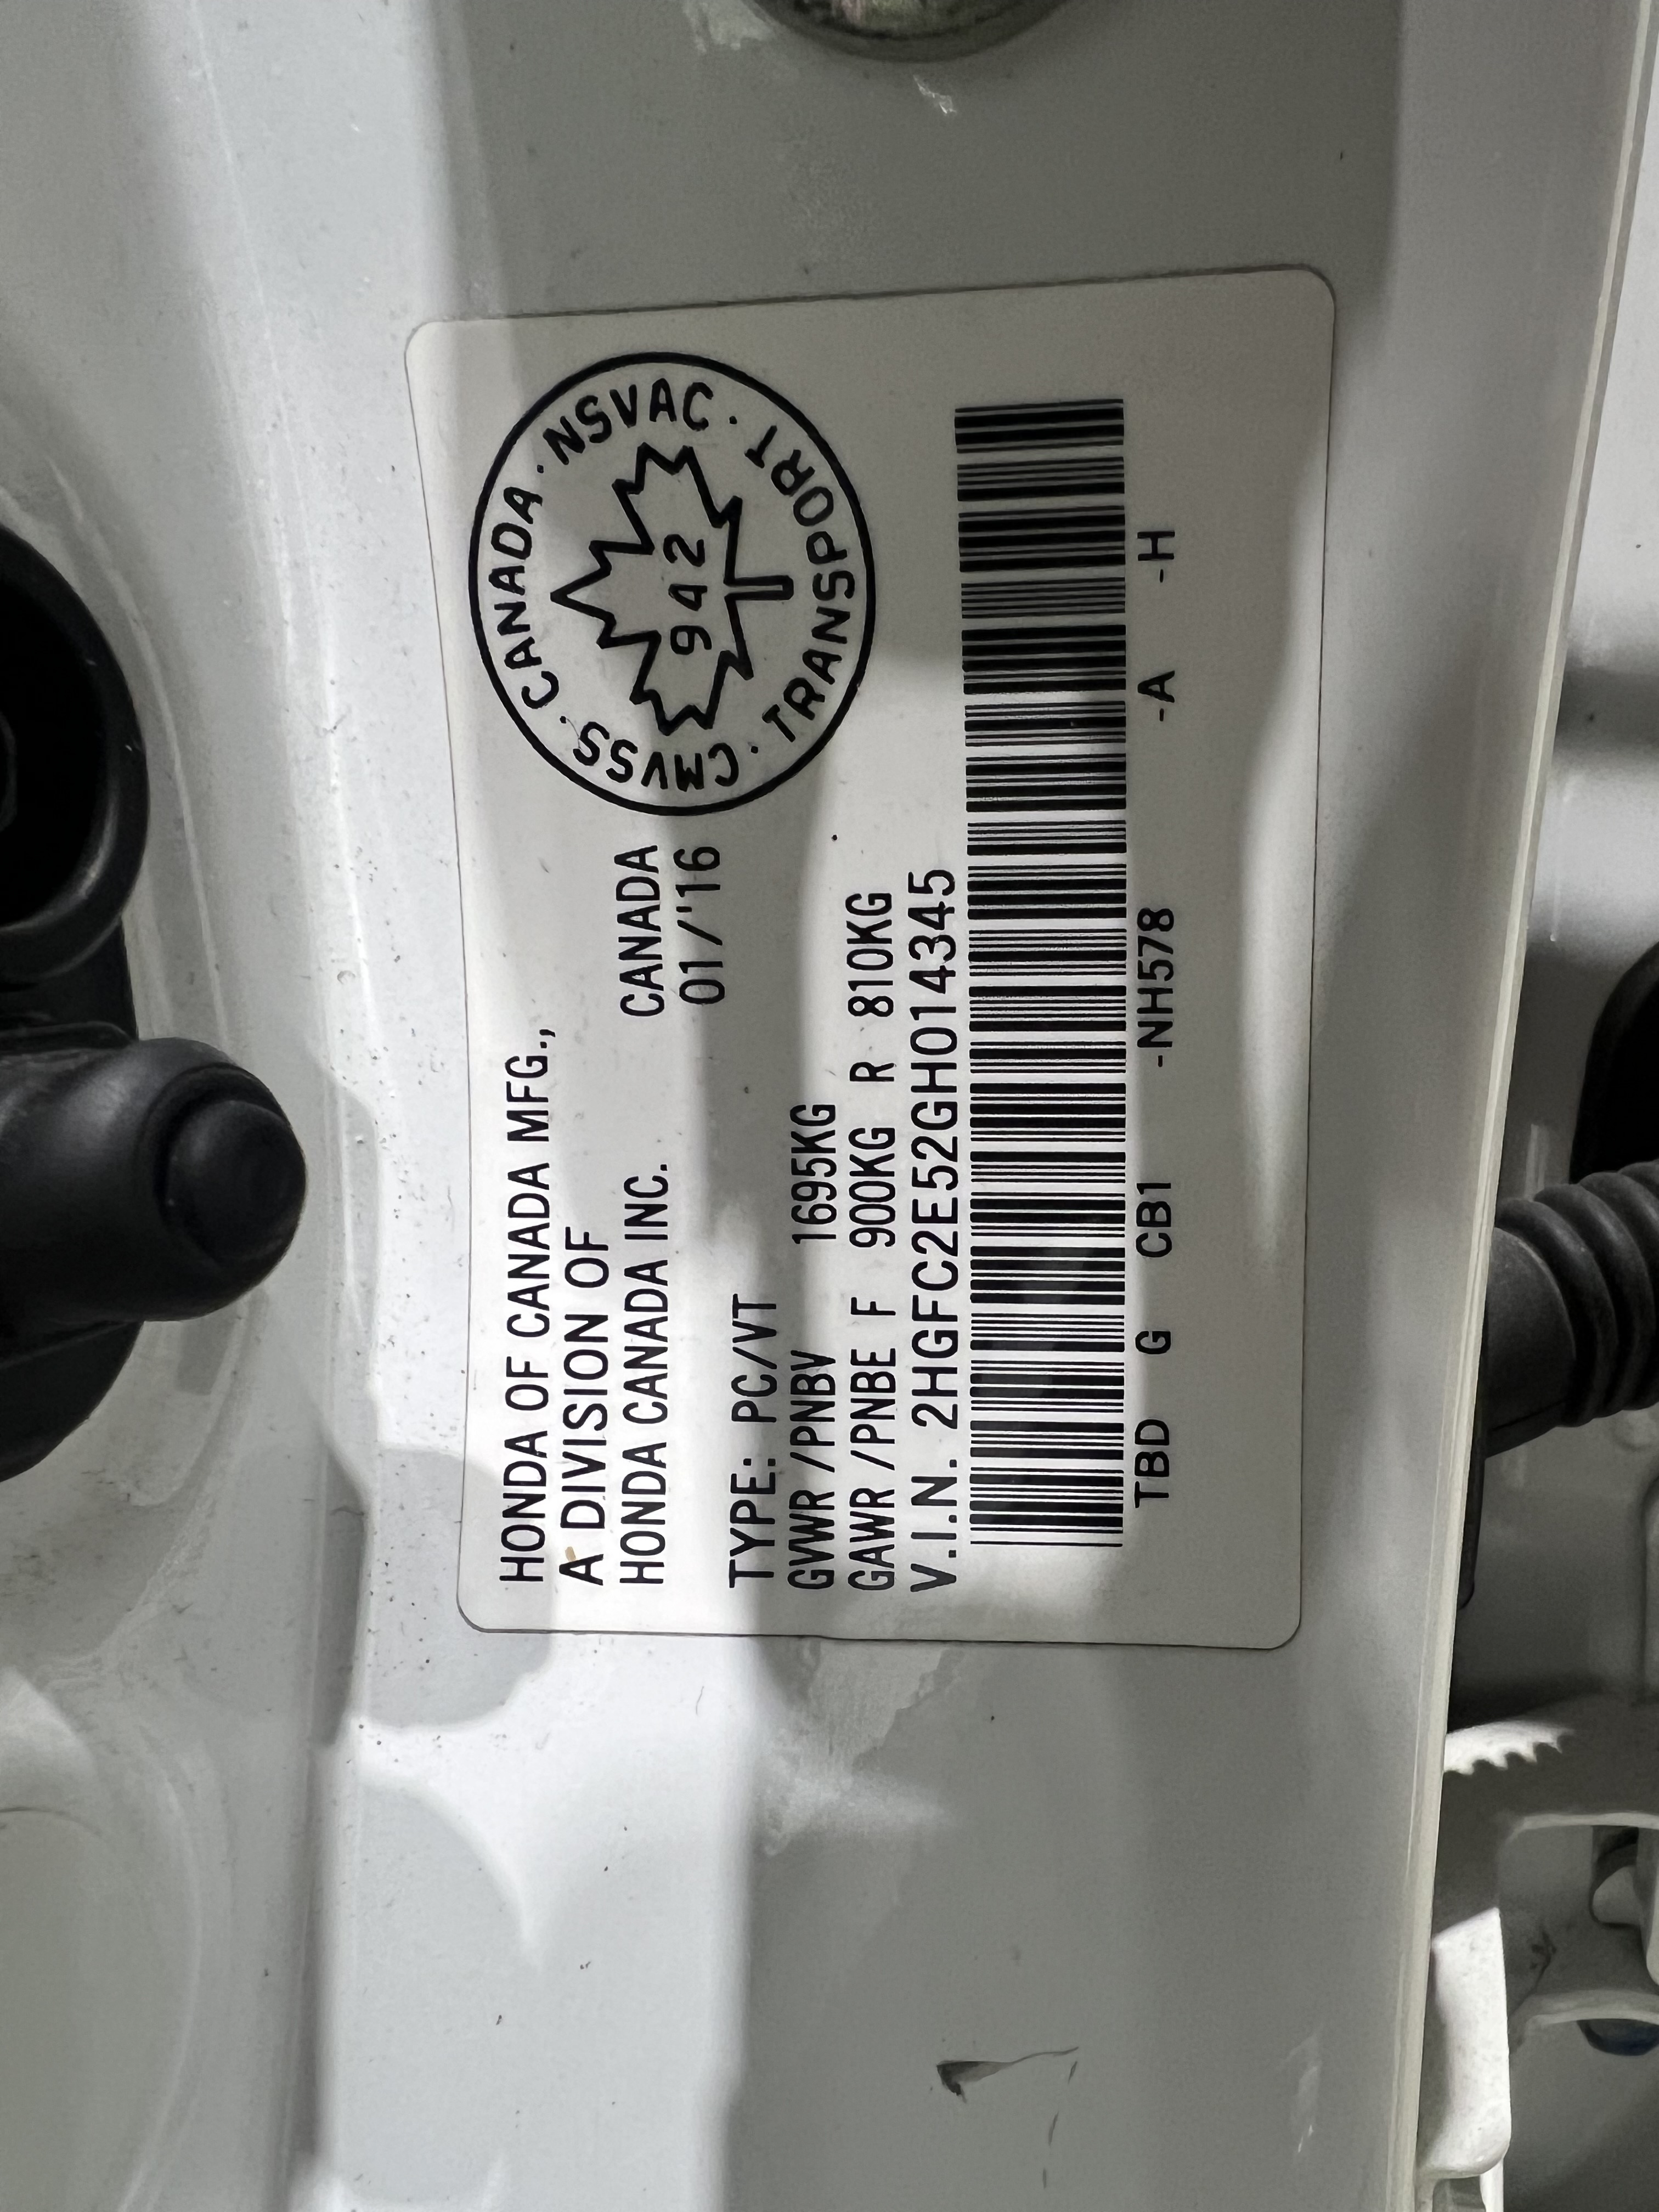 HONDA OF CANADA MFG.,
A DIVISION OF
HONDA CANADA INC. CANADA
01/'16
CMVSS · CANADA · NSVAC · TRANSPORT ·
942
TYPE: PC/VT
GVWR/PNBV 1695KG
GAWR/PNBE F 900KG R 810KG
V.I.N. 2HGFC2E52GH014345
TBD G CB1 -NH578 -A -H